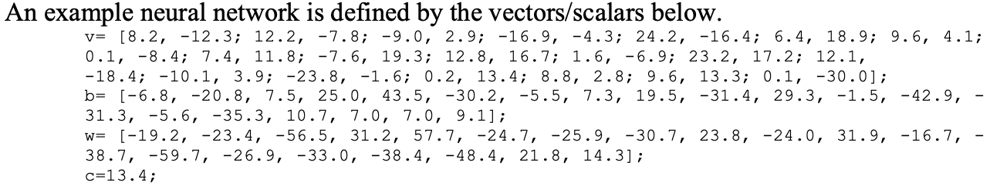 An example neural network is defined by the vectors/scalars below.
v= [8.2, -12.3; 12.2, -7.8; -9.0, 2.9; -16.9, -4.3; 24.2, -16.4; 6.4, 18.9; 9.6, 4.1;
0.1, -8.4; 7.4, 11.8; -7.6, 19.3; 12.8, 16.7; 1.6, -6.9; 23.2, 17.2; 12.1,
-18.4; -10.1, 3.9; -23.8, -1.6; 0.2, 13.4; 8.8, 2.8; 9.6, 13.3; 0.1, -30.0];
b= [-6.8, -20.8, 7.5, 25.0, 43.5, -30.2, -5.5, 7.3, 19.5, -31.4, 29.3, -1.5, -42.9, -
31.3, -5.6, -35.3, 10.7, 7.0, 7.0, 9.1];
w= [-19.2, -23.4, -56.5, 31.2, 57.7, -24.7, -25.9, -30.7, 23.8, -24.0, 31.9, -16.7, -
38.7, -59.7, -26.9, -33.0, -38.4, -48.4, 21.8, 14.3];
c=13.4;